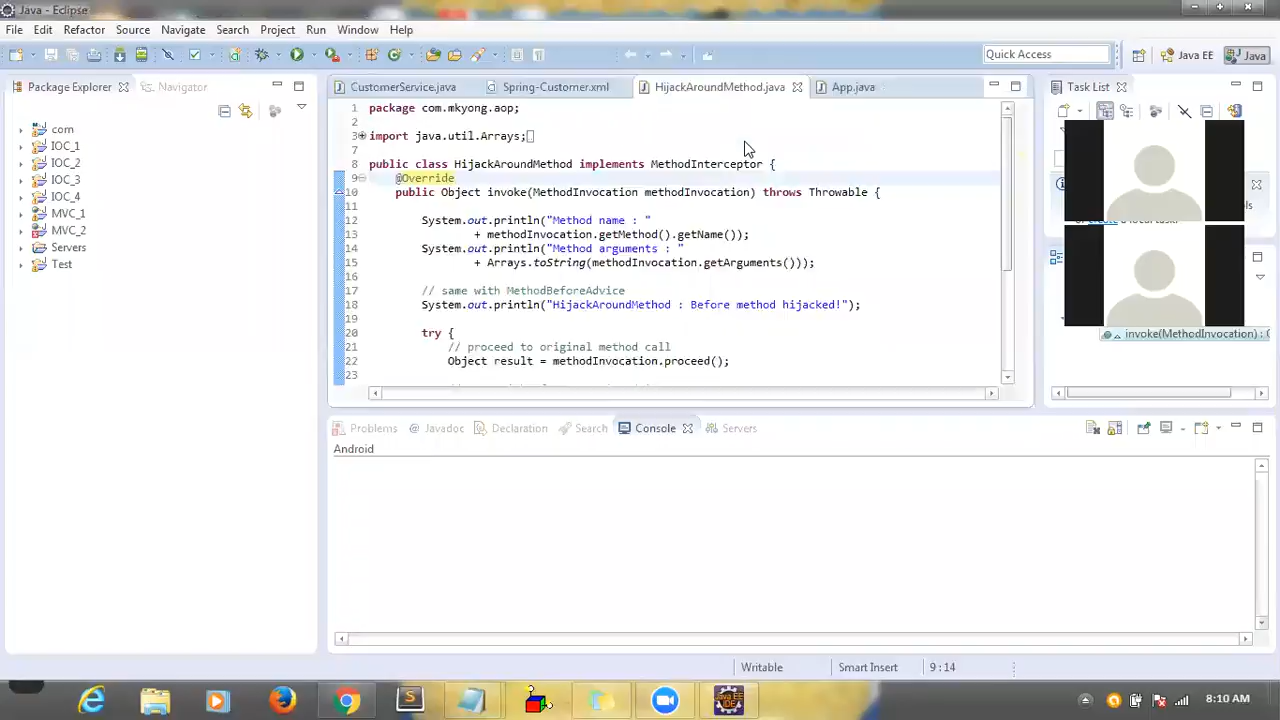 Java - Eclipse
File Edit Refactor Source Navigate Search Project Run Window Help
Quick Access
Java EE
Java
Package Explorer
Navigator
CustomerService.java
Spring-Customer.xml
HijackAroundMethod.java
App.java
Task List
com
IOC_1
IOC_2
IOC_3
IOC_4
MVC_1
MVC_2
Servers
Test
1 package com.mkyong.aop;
2
3 import java.util.Arrays;
8 public class HijackAroundMethod implements MethodInterceptor {
9 @Override
10 public Object invoke(MethodInvocation methodInvocation) throws Throwable {
11
12 System.out.println("Method name : "
13 + methodInvocation.getMethod().getName());
14 System.out.println("Method arguments : "
15 + Arrays.toString(methodInvocation.getArguments()));
16
17 // same with MethodBeforeAdvice
18 System.out.println("HijackAroundMethod : Before method hijacked!");
19
20 try {
21 // proceed to original method call
22 Object result = methodInvocation.proceed();
23
invoke(MethodInvocation) :
Problems
Javadoc
Declaration
Search
Console
Servers
Android
Writable
Smart Insert
9 : 14
Java EE
IDE
8:10 AM